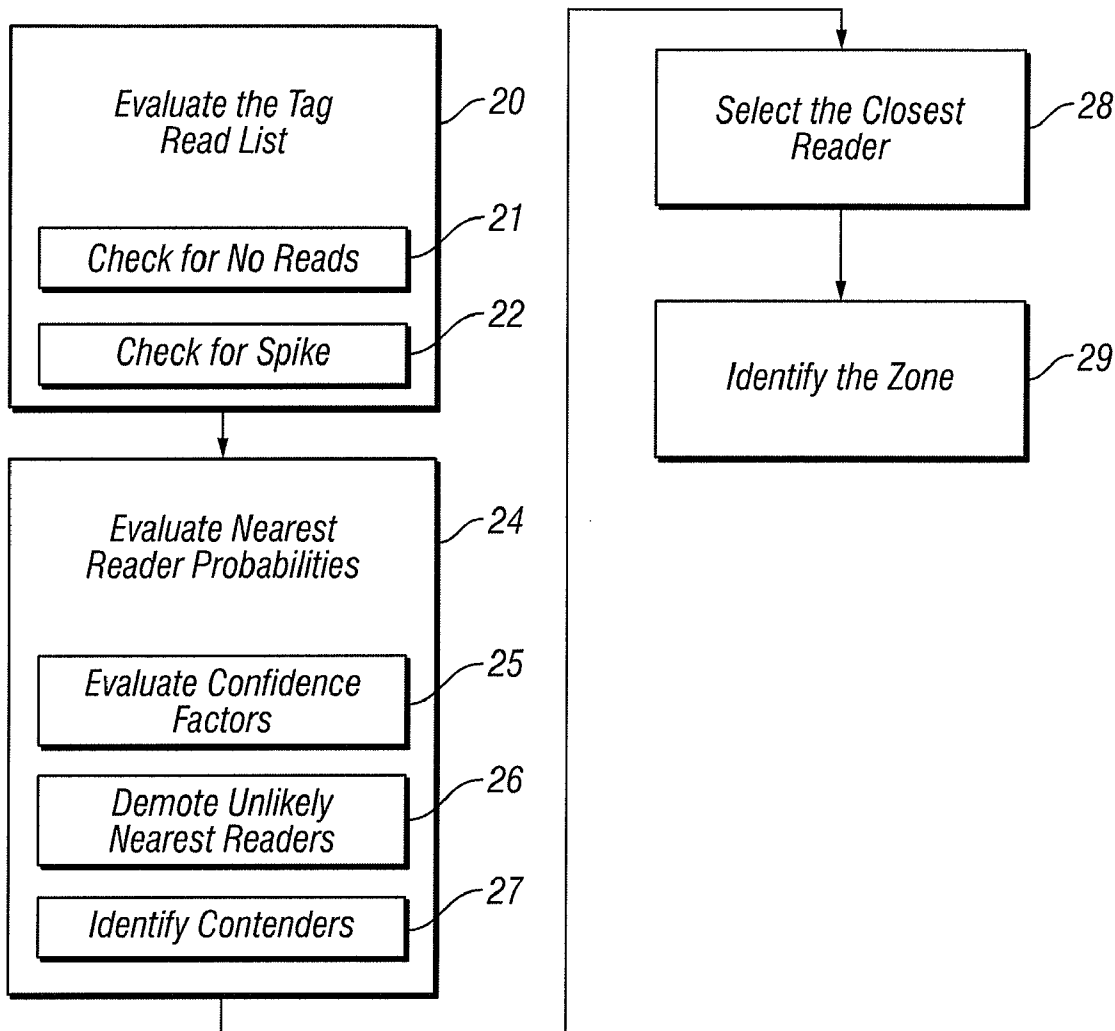 Evaluate the Tag
Read List
20
Check for No Reads
21
Check for Spike
22
Evaluate Nearest
Reader Probabilities
24
Evaluate Confidence
Factors
25
Demote Unlikely
Nearest Readers
26
Identify Contenders
27
Select the Closest
Reader
28
Identify the Zone
29